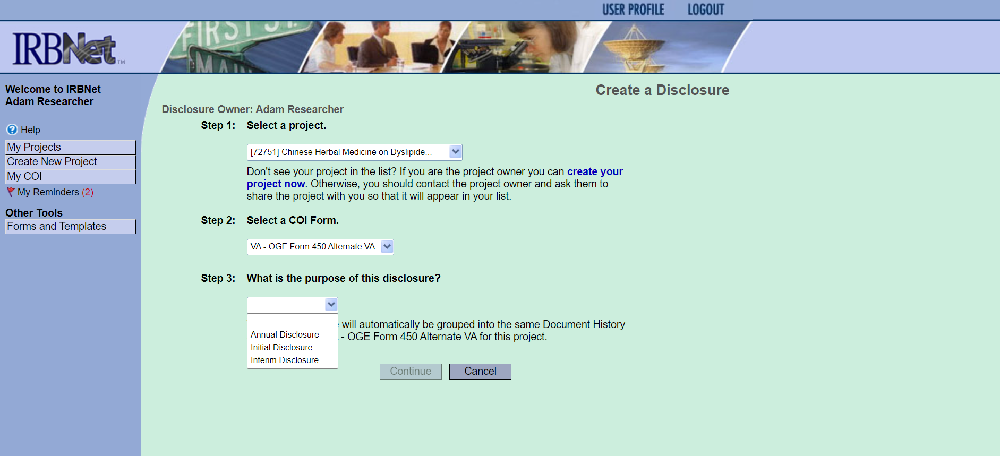 USER PROFILE LOGOUT
FIRST ST.
MAIN
IRBNet™
Welcome to IRBNet
Adam Researcher
Help
My Projects
Create New Project
My COI
My Reminders (2)
Other Tools
Forms and Templates
Create a Disclosure
Disclosure Owner: Adam Researcher
Step 1: Select a project.
[72751] Chinese Herbal Medicine on Dyslipide...
Don't see your project in the list? If you are the project owner you can create your
project now. Otherwise, you should contact the project owner and ask them to
share the project with you so that it will appear in your list.
Step 2: Select a COI Form.
VA - OGE Form 450 Alternate VA
Step 3: What is the purpose of this disclosure?
will automatically be grouped into the same Document History
- OGE Form 450 Alternate VA for this project.
Annual Disclosure
Initial Disclosure
Interim Disclosure
Continue Cancel